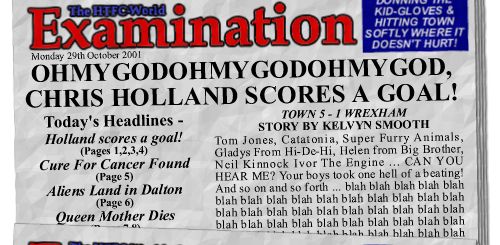 DONNING THE
KID-GLOVES &
HITTING TOWN
SOFTLY WHERE IT
DOESN'T HURT!
The HTFC-World
Examination
Monday 29th October 2001
OHMYGODOHMYGODOHMYGOD,
CHRIS HOLLAND SCORES A GOAL!
Today's Headlines -
Holland scores a goal!
(Pages 1,2,3,4)
Cure For Cancer Found
(Page 5)
Aliens Land in Dalton
(Page 6)
Queen Mother Dies
TOWN 5 - 1 WREXHAM
STORY BY KELVYN SMOOTH
Tom Jones, Catatonia, Super Furry Animals,
Gladys From Hi-De-Hi, Helen from Big Brother,
Neil Kinnock Ivor The Engine ... CAN YOU
HEAR ME? Your boys took one hell of a beating!
And so on and so forth ... blah blah blah blah
blah blah blah blah blah blah blah blah blah
blah blah blah blah blah blah blah blah blah
blah blah blah blah blah blah blah blah blah